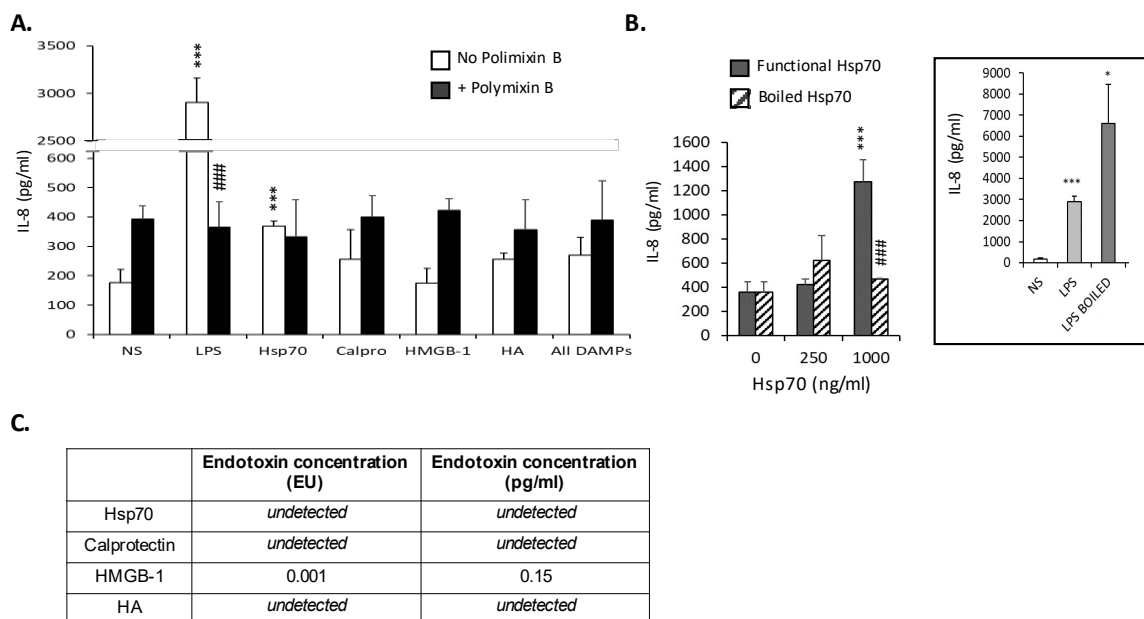 A.
3500
3000
2500
600
500
400
300
200
100
0
IL-8 (pg/ml)
***
####
***
No Polimixin B
+ Polymixin B
NS LPS Hsp70 Calpro HMGB-1 HA All DAMPs
B.
Functional Hsp70
Boiled Hsp70
1600
1400
1200
1000
800
600
400
200
0
IL-8 (pg/ml)
***
###
0 250 1000
Hsp70 (ng/ml)
9000
8000
7000
6000
5000
4000
3000
2000
1000
0
IL-8 (pg/ml)
***
*
NS
LPS
LPS BOILED
C.
Endotoxin concentration (EU) Endotoxin concentration (pg/ml)
Hsp70 undetected undetected
Calprotectin undetected undetected
HMGB-1 0.001 0.15
HA undetected undetected